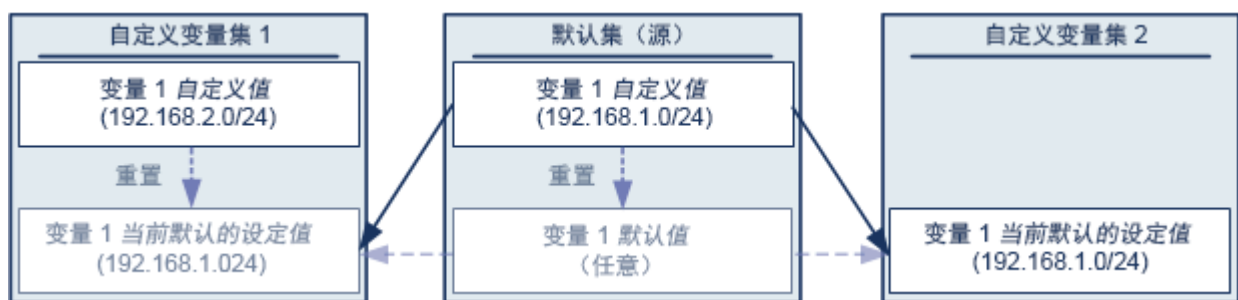 自定义变量集 1
变量 1 自定义值
(192.168.2.0/24)
重置
变量 1 当前默认的设定值
(192.168.1.024)
默认集（源）
变量 1 自定义值
(192.168.1.0/24)
重置
变量 1 默认值
（任意）
自定义变量集 2
变量 1 当前默认的设定值
(192.168.1.0/24)